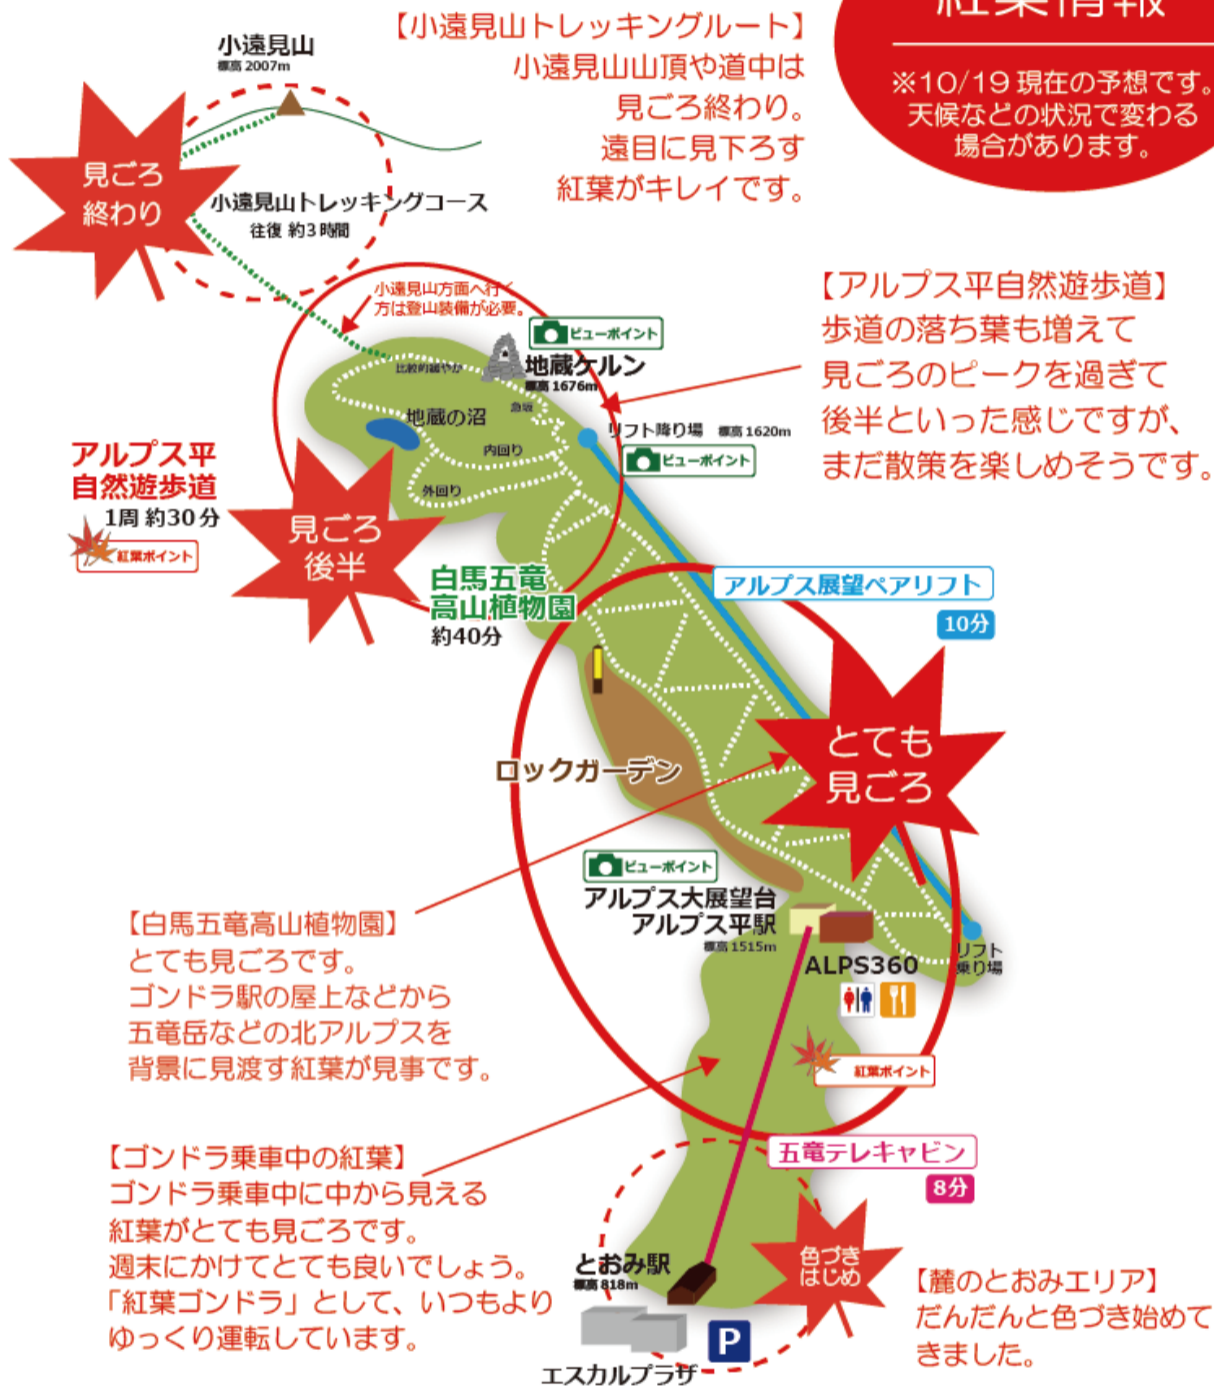 紅葉情報
※10/19 現在の予想です。
天候などの状況で変わる
場合があります。
【小遠見山トレッキングルート】
小遠見山山頂や道中は
見ごろ終わり。
遠目に見下ろす
紅葉がキレイです。
小遠見山
標高 2007m
見ごろ
終わり
小遠見山トレッキングコース
往復 約3時間
小遠見山方面へ行く
方は登山装備が必要。
【アルプス平自然遊歩道】
歩道の落ち葉も増えて
見ごろのピークを過ぎて
後半といった感じですが、
まだ散策を楽しめそうです。
ビューポイント
地蔵ケルン
標高 1676m
比較的緩やか
急坂
地蔵の沼
内回り
外回り
リフト降り場 標高 1620m
ビューポイント
アルプス平
自然遊歩道
1周 約30分
紅葉ポイント
見ごろ
後半
白馬五竜
高山植物園
約40分
アルプス展望ペアリフト
10分
とても
見ごろ
ロックガーデン
ビューポイント
アルプス大展望台
アルプス平駅
標高 1515m
ALPS360
リフト
乗り場
【白馬五竜高山植物園】
とても見ごろです。
ゴンドラ駅の屋上などから
五竜岳などの北アルプスを
背景に見渡す紅葉が見事です。
紅葉ポイント
【ゴンドラ乗車中の紅葉】
ゴンドラ乗車中に中から見える
紅葉がとても見ごろです。
週末にかけてとても良いでしょう。
「紅葉ゴンドラ」として、いつもより
ゆっくり運転しています。
五竜テレキャビン
8分
とおみ駅
標高 818m
色づき
はじめ
P
エスカルプラザ
【麓のとおみエリア】
だんだんと色づき始めて
きました。